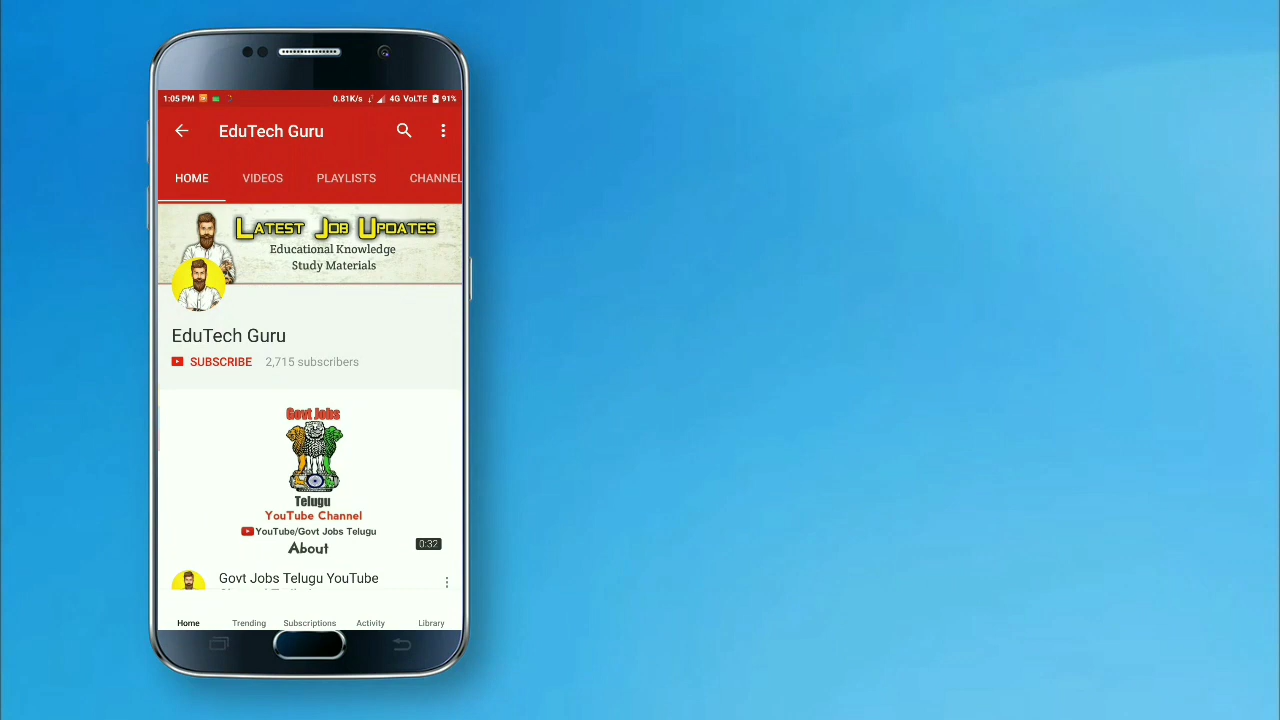 1:05 PM 0.81K/s 4G VoLTE 91%
EduTech Guru
HOME VIDEOS PLAYLISTS CHANNEL
Latest Job Updates
Educational Knowledge
Study Materials
EduTech Guru
SUBSCRIBE 2,715 subscribers
Govt Jobs
Telugu
YouTube Channel
YouTube/Govt Jobs Telugu
About
0:32
Govt Jobs Telugu YouTube
Home Trending Subscriptions Activity Library